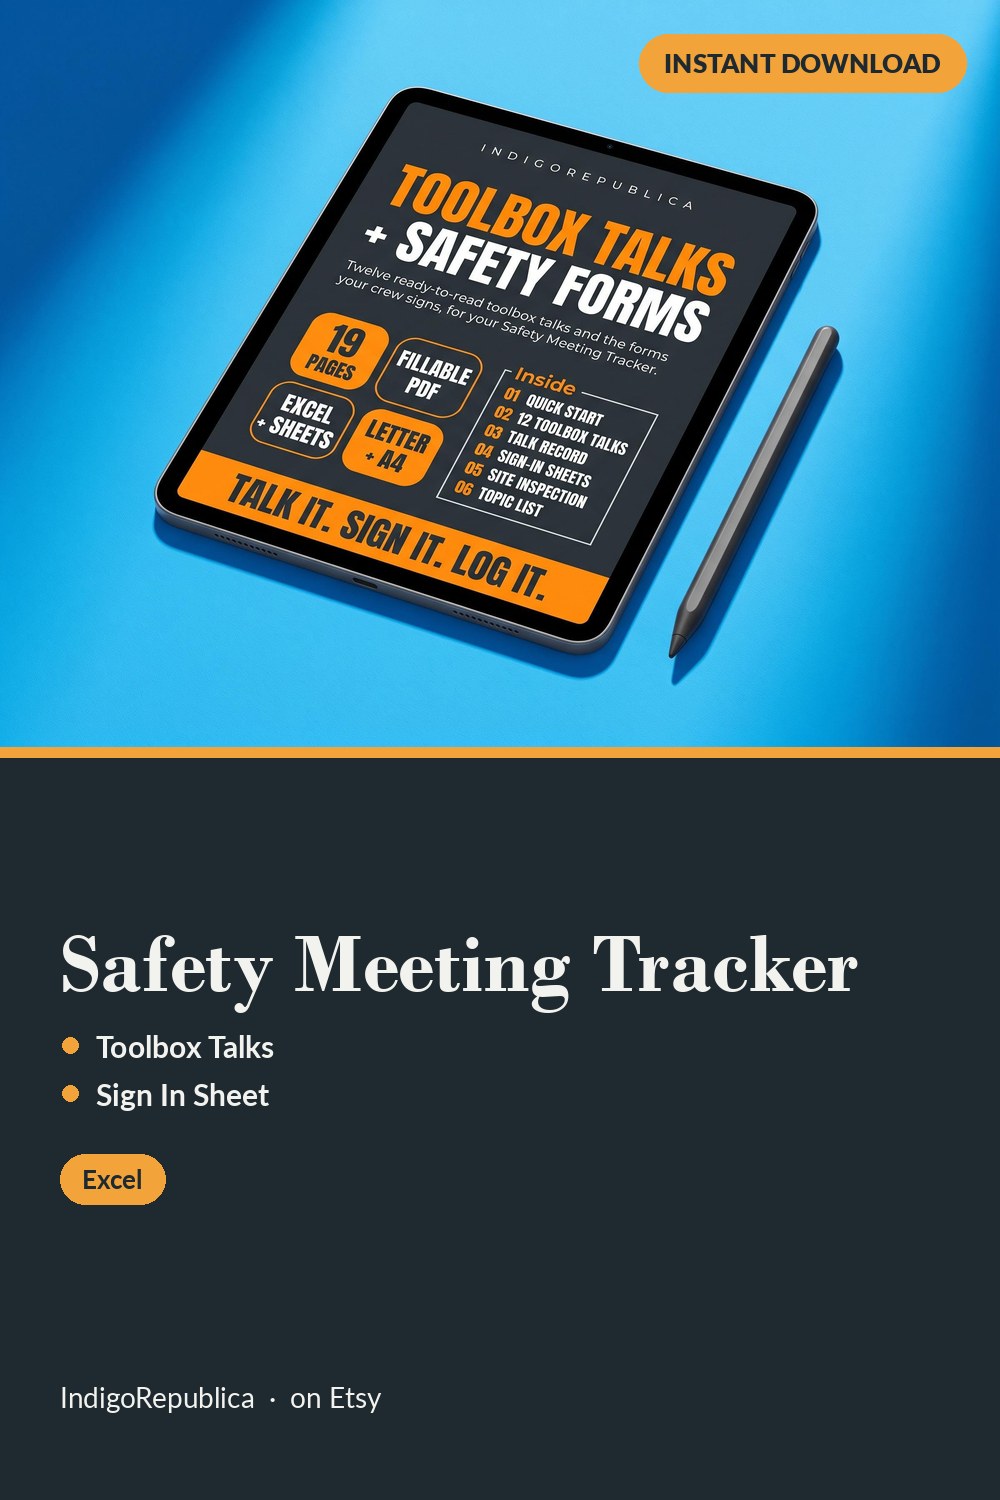 INSTANT DOWNLOAD
INDIGOREPUBLICA
TOOLBOX TALKS
+ SAFETY FORMS
Twelve ready-to-read toolbox talks and the forms
your crew signs, for your Safety Meeting Tracker.
19
PAGES
FILLABLE
PDF
EXCEL
+ SHEETS
LETTER
+ A4
Inside
01 QUICK START
02 12 TOOLBOX TALKS
03 TALK RECORD
04 SIGN-IN SHEETS
05 SITE INSPECTION
06 TOPIC LIST
TALK IT. SIGN IT. LOG IT.
Safety Meeting Tracker
Toolbox Talks
Sign In Sheet
Excel
IndigoRepublica · on Etsy